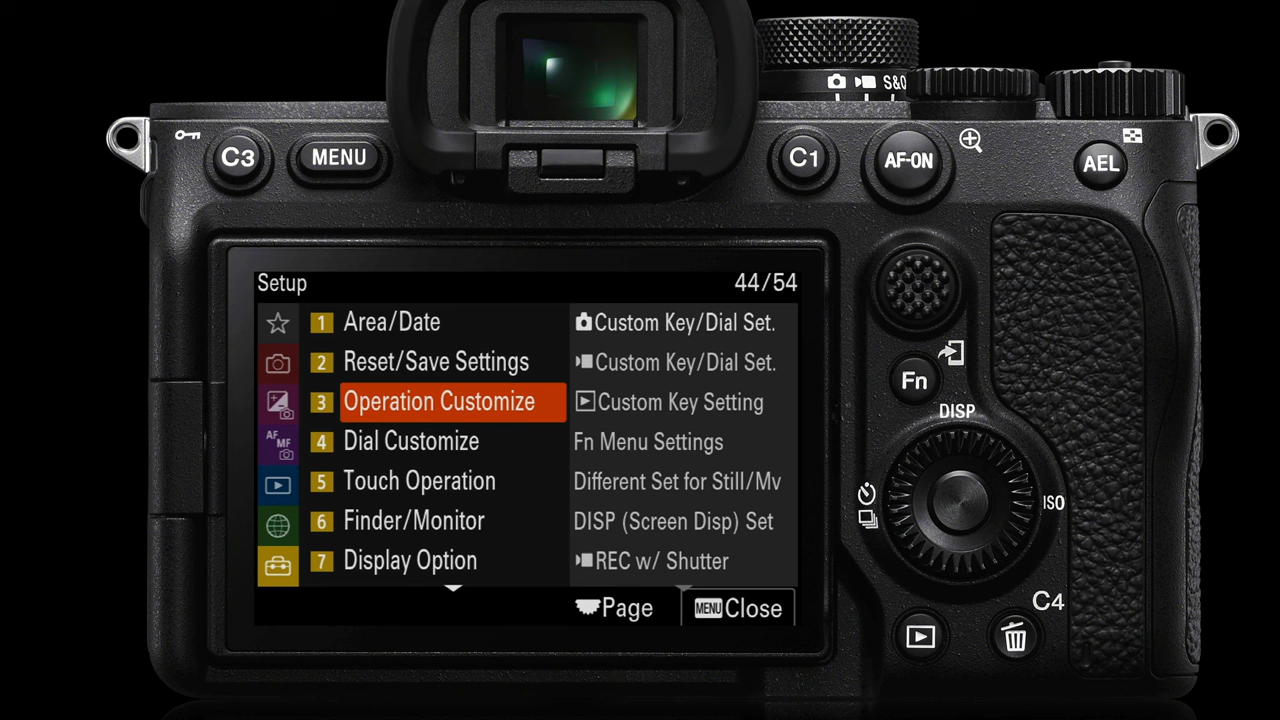 S&Q
C3
MENU
C1
AF-ON
AEL
Setup
44/54
1 Area/Date
2 Reset/Save Settings
3 Operation Customize
4 Dial Customize
5 Touch Operation
6 Finder/Monitor
7 Display Option
AF
MF
Custom Key/Dial Set.
Custom Key/Dial Set.
Custom Key Setting
Fn Menu Settings
Different Set for Still/Mv
DISP (Screen Disp) Set
REC w/ Shutter
Page
MENU Close
Fn
DISP
ISO
C4